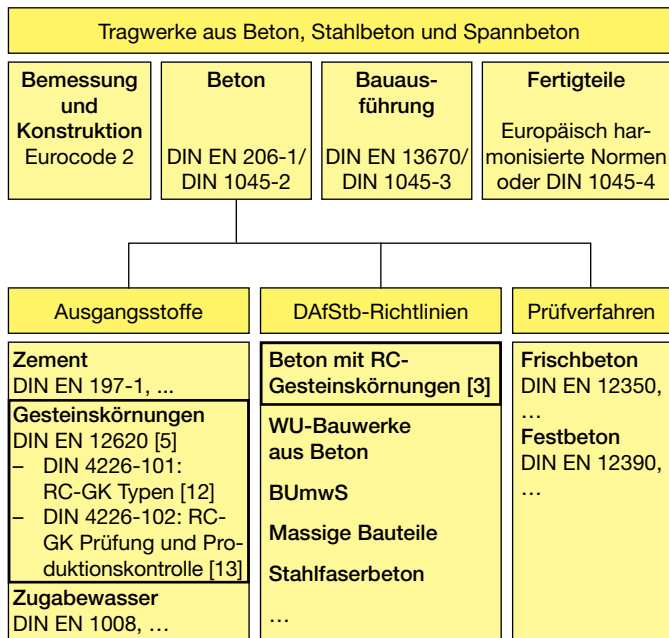 Tragwerke aus Beton, Stahlbeton und Spannbeton
Bemessung
und
Konstruktion
Eurocode 2
Beton
DIN EN 206-1/
DIN 1045-2
Bauaus-
führung
DIN EN 13670/
DIN 1045-3
Fertigteile
Europäisch har-
monisierte Normen
oder DIN 1045-4
Ausgangsstoffe
Zement
DIN EN 197-1, ...
Gesteinskörnungen
DIN EN 12620 [5]
– DIN 4226-101:
RC-GK Typen [12]
– DIN 4226-102: RC-
GK Prüfung und Pro-
duktionskontrolle [13]
Zugabewasser
DIN EN 1008, …
DAfStb-Richtlinien
Beton mit RC-
Gesteinskörnungen [3]
WU-Bauwerke
aus Beton
BUmwS
Massige Bauteile
Stahlfaserbeton
…
Prüfverfahren
Frischbeton
DIN EN 12350,
…
Festbeton
DIN EN 12390,
…